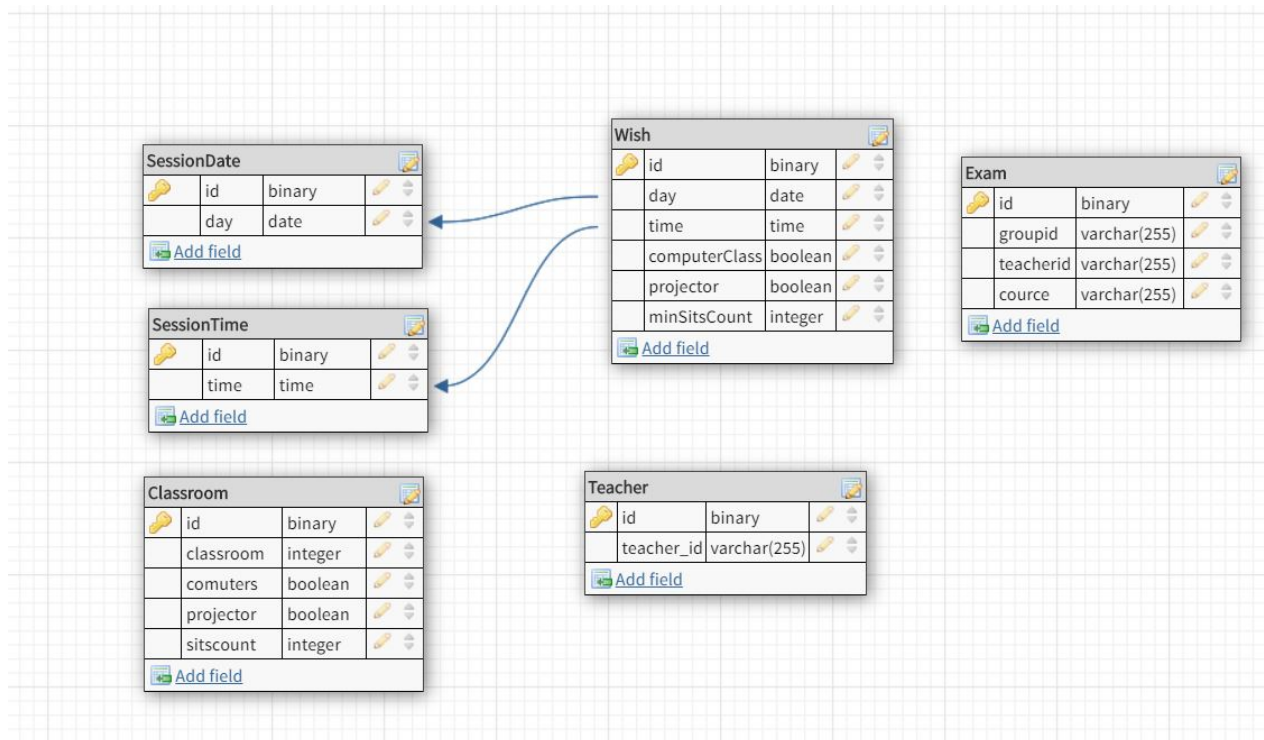 SessionDate
id binary
day date
Add field
SessionTime
id binary
time time
Add field
Classroom
id binary
classroom integer
comuters boolean
projector boolean
sitscount integer
Add field
Wish
id binary
day date
time time
computerClass boolean
projector boolean
minSitsCount integer
Add field
Teacher
id binary
teacher_id varchar(255)
Add field
Exam
id binary
groupid varchar(255)
teacherid varchar(255)
cource varchar(255)
Add field